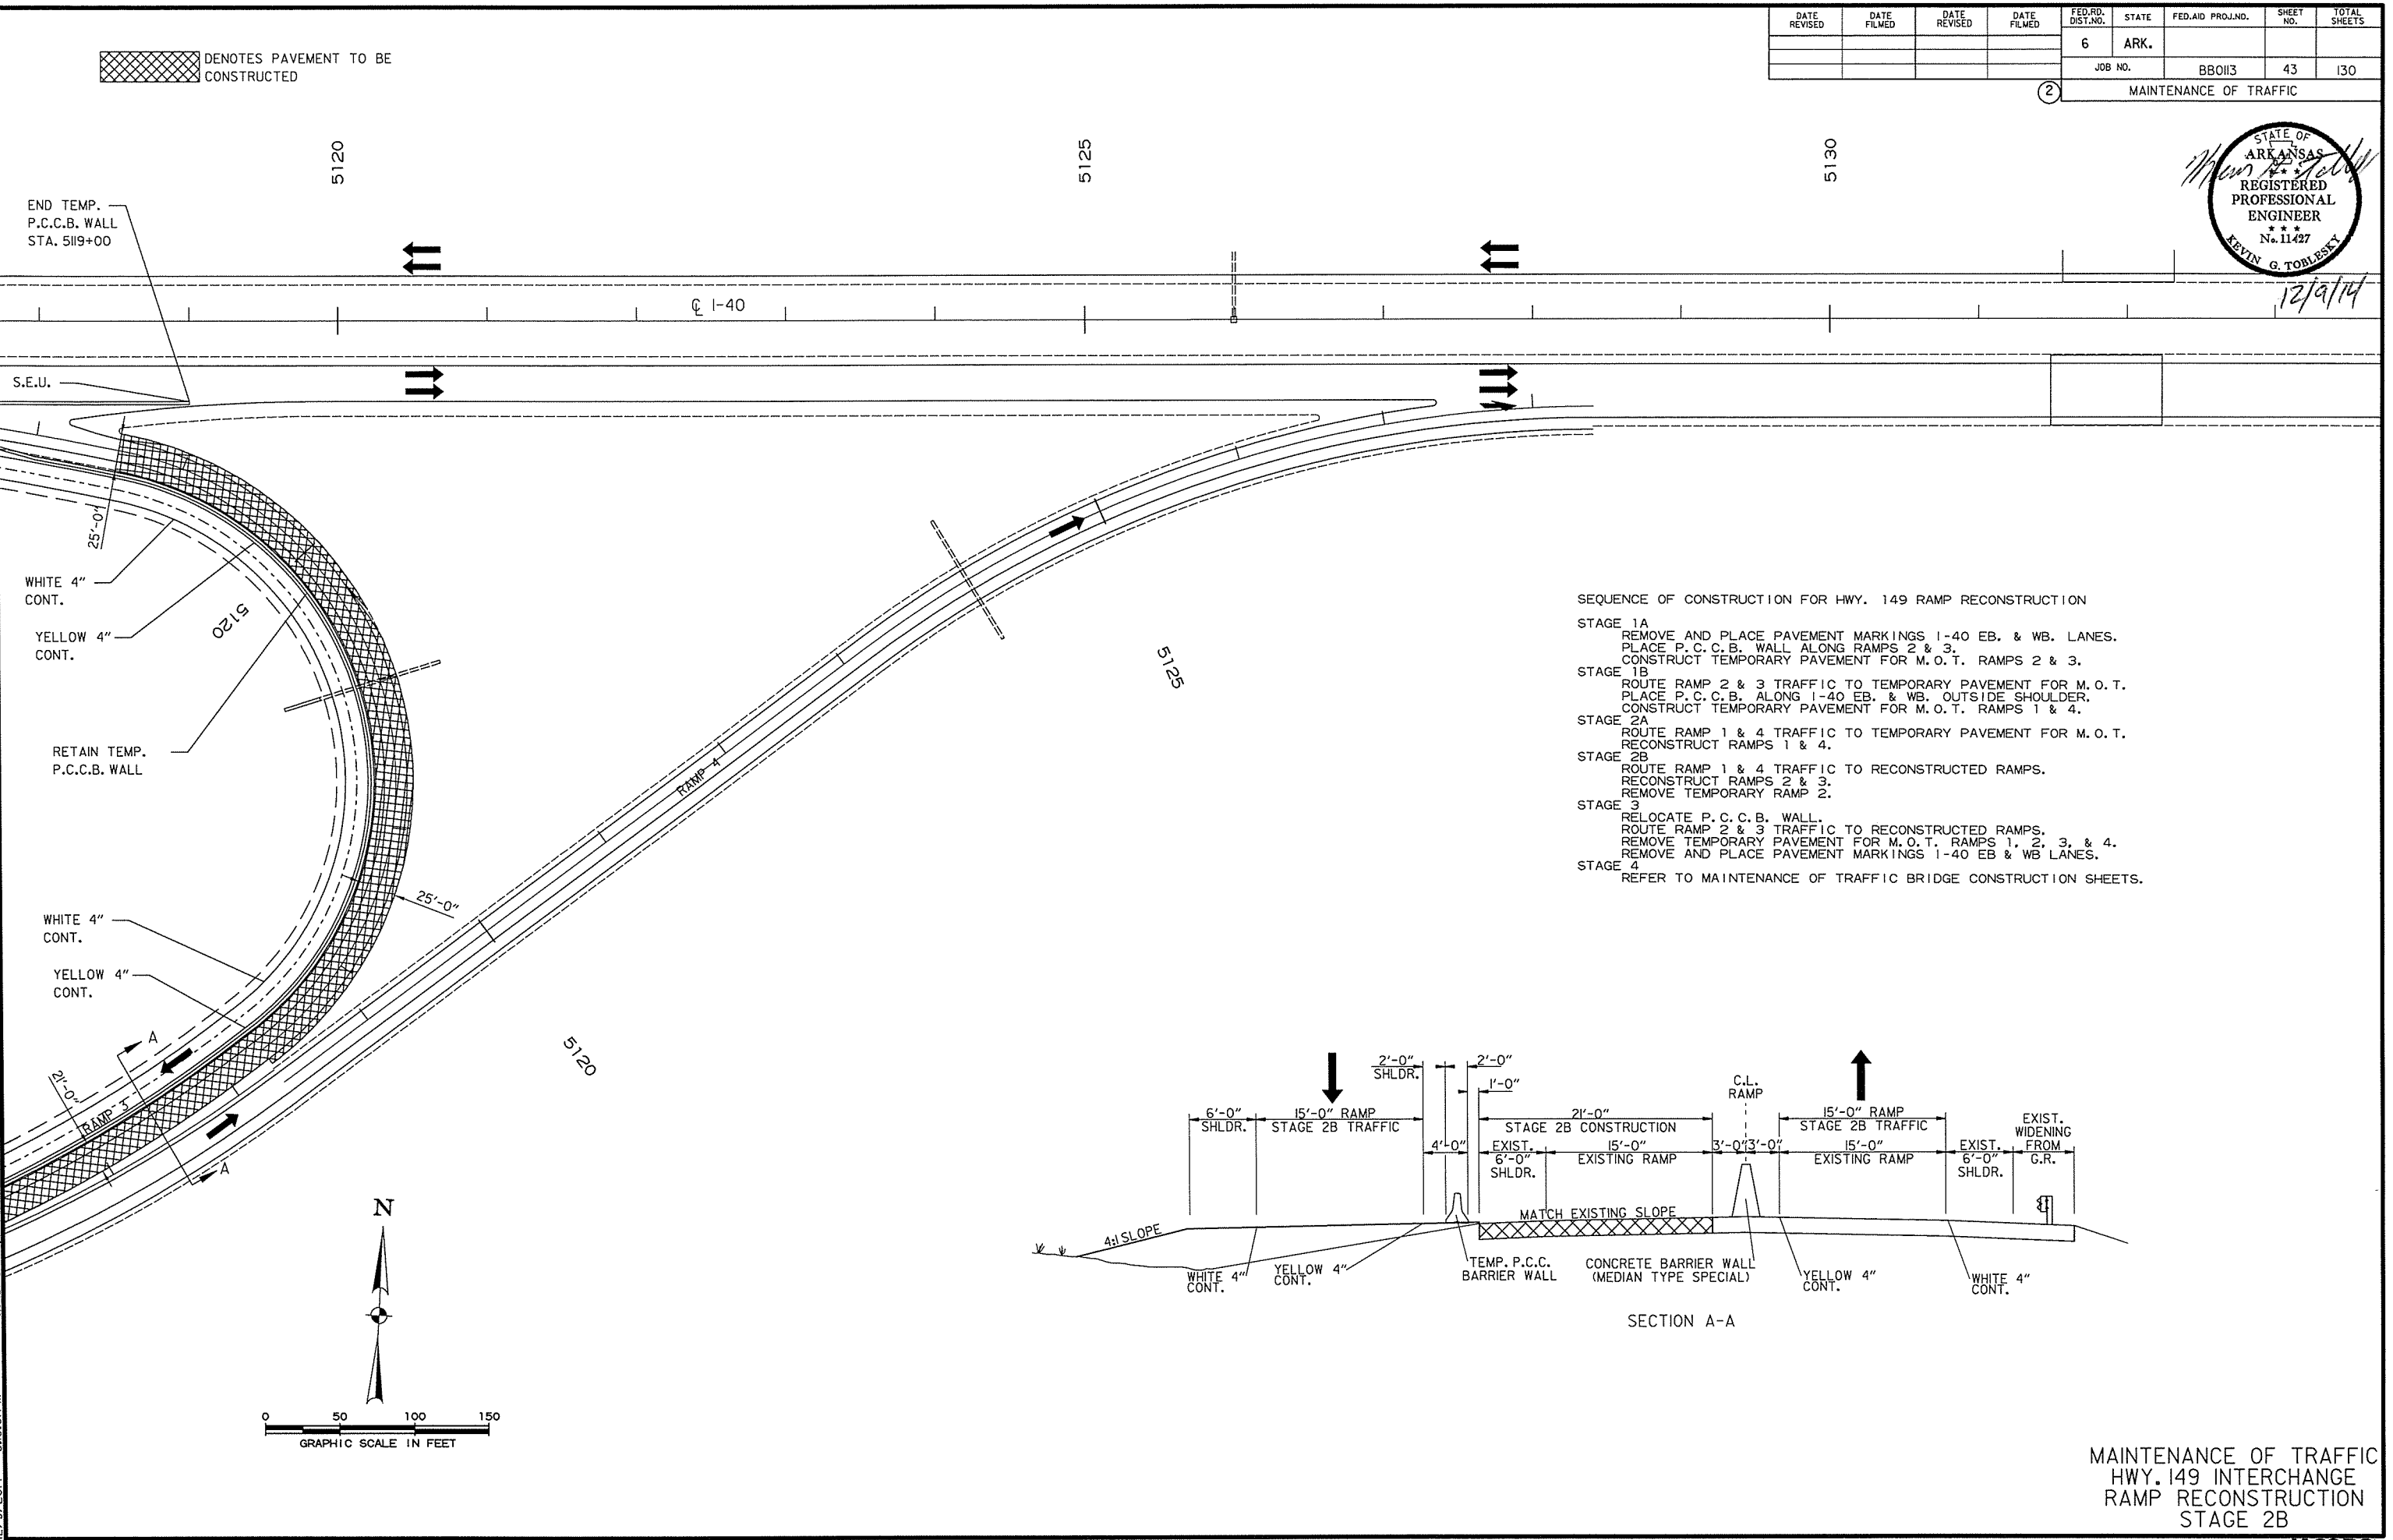 DATE REVISED
DATE FILMED
DATE REVISED
DATE FILMED
FED.RD. DIST.NO.
STATE
FED.AID PROJ.NO.
SHEET NO.
TOTAL SHEETS
6
ARK.
JOB NO.
BB0113
43
130
2
MAINTENANCE OF TRAFFIC
DENOTES PAVEMENT TO BE
CONSTRUCTED
STATE OF
ARKANSAS
* * *
REGISTERED
PROFESSIONAL
ENGINEER
* * *
No. 11427
KEVIN G. TOBLESKY
12/9/14
5120
5125
5130
END TEMP.
P.C.C.B. WALL
STA. 5119+00
℄ I-40
S.E.U.
25'-0"
WHITE 4"
CONT.
5120
YELLOW 4"
CONT.
RETAIN TEMP.
P.C.C.B. WALL
RAMP 4
5125
25'-0"
WHITE 4"
CONT.
YELLOW 4"
CONT.
A
21'-0"
RAMP 3
A
5120
SEQUENCE OF CONSTRUCTION FOR HWY. 149 RAMP RECONSTRUCTION
STAGE 1A
REMOVE AND PLACE PAVEMENT MARKINGS I-40 EB. & WB. LANES.
PLACE P.C.C.B. WALL ALONG RAMPS 2 & 3.
CONSTRUCT TEMPORARY PAVEMENT FOR M.O.T. RAMPS 2 & 3.
STAGE 1B
ROUTE RAMP 2 & 3 TRAFFIC TO TEMPORARY PAVEMENT FOR M.O.T.
PLACE P.C.C.B. ALONG I-40 EB. & WB. OUTSIDE SHOULDER.
CONSTRUCT TEMPORARY PAVEMENT FOR M.O.T. RAMPS 1 & 4.
STAGE 2A
ROUTE RAMP 1 & 4 TRAFFIC TO TEMPORARY PAVEMENT FOR M.O.T.
RECONSTRUCT RAMPS 1 & 4.
STAGE 2B
ROUTE RAMP 1 & 4 TRAFFIC TO RECONSTRUCTED RAMPS.
RECONSTRUCT RAMPS 2 & 3.
REMOVE TEMPORARY RAMP 2.
STAGE 3
RELOCATE P.C.C.B. WALL.
ROUTE RAMP 2 & 3 TRAFFIC TO RECONSTRUCTED RAMPS.
REMOVE TEMPORARY PAVEMENT FOR M.O.T. RAMPS 1, 2, 3, & 4.
REMOVE AND PLACE PAVEMENT MARKINGS I-40 EB & WB LANES.
STAGE 4
REFER TO MAINTENANCE OF TRAFFIC BRIDGE CONSTRUCTION SHEETS.
2'-0"
SHLDR.
2'-0"
1'-0"
C.L.
RAMP
6'-0"
SHLDR.
15'-0" RAMP
STAGE 2B TRAFFIC
21'-0"
STAGE 2B CONSTRUCTION
15'-0" RAMP
STAGE 2B TRAFFIC
EXIST.
WIDENING
FROM
G.R.
4'-0"
EXIST.
6'-0"
SHLDR.
15'-0"
EXISTING RAMP
3'-0"
3'-0"
15'-0"
EXISTING RAMP
EXIST.
6'-0"
SHLDR.
MATCH EXISTING SLOPE
4:1 SLOPE
WHITE 4"
CONT.
YELLOW 4"
CONT.
TEMP. P.C.C.
BARRIER WALL
CONCRETE BARRIER WALL
(MEDIAN TYPE SPECIAL)
YELLOW 4"
CONT.
WHITE 4"
CONT.
SECTION A-A
N
0 50 100 150
GRAPHIC SCALE IN FEET
MAINTENANCE OF TRAFFIC
HWY. 149 INTERCHANGE
RAMP RECONSTRUCTION
STAGE 2B